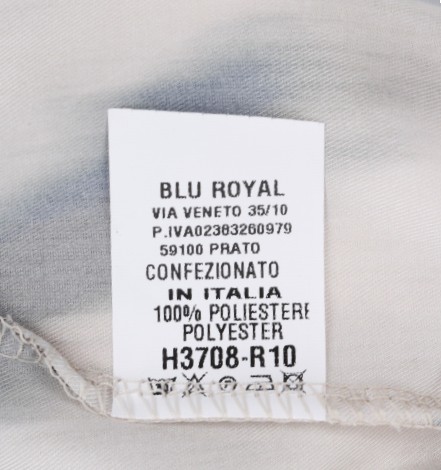 BLU ROYAL
VIA VENETO 35/10
P.IVA02383260979
59100 PRATO
CONFEZIONATO
IN ITALIA
100% POLIESTERE
POLYESTER
H3708-R10